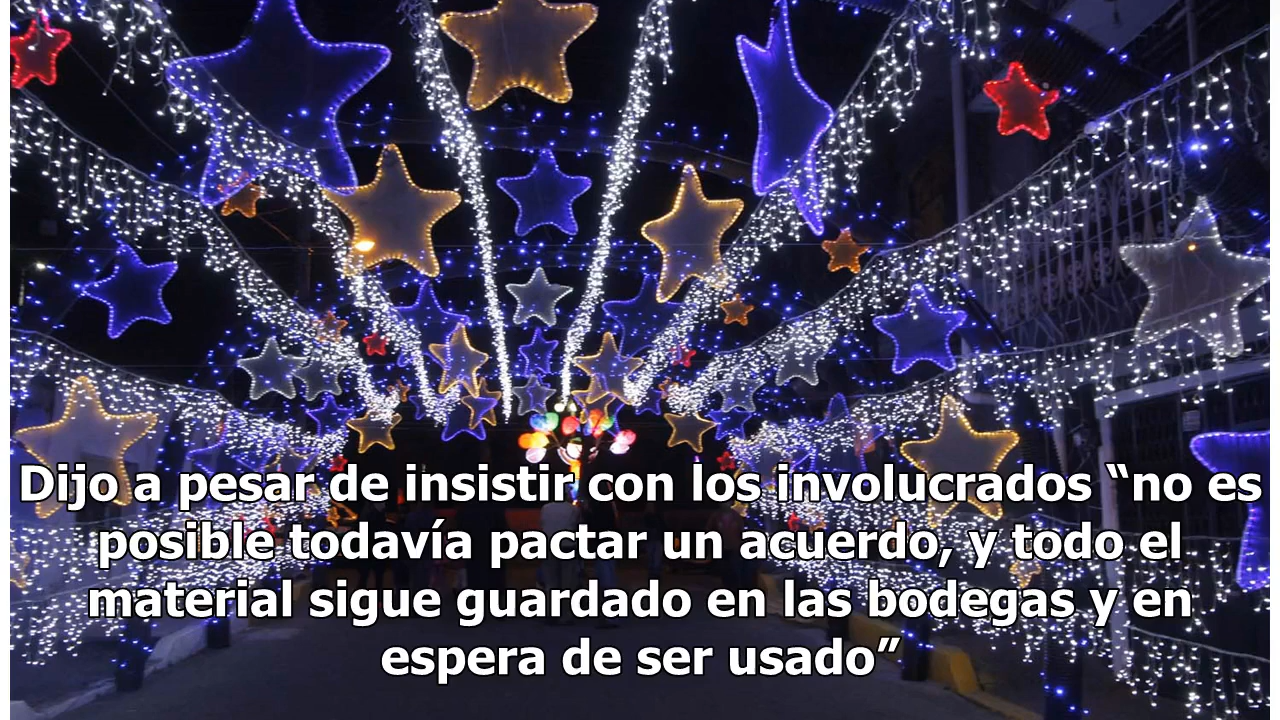 Dijo a pesar de insistir con los involucrados “no es
posible todavía pactar un acuerdo, y todo el
material sigue guardado en las bodegas y en
espera de ser usado”